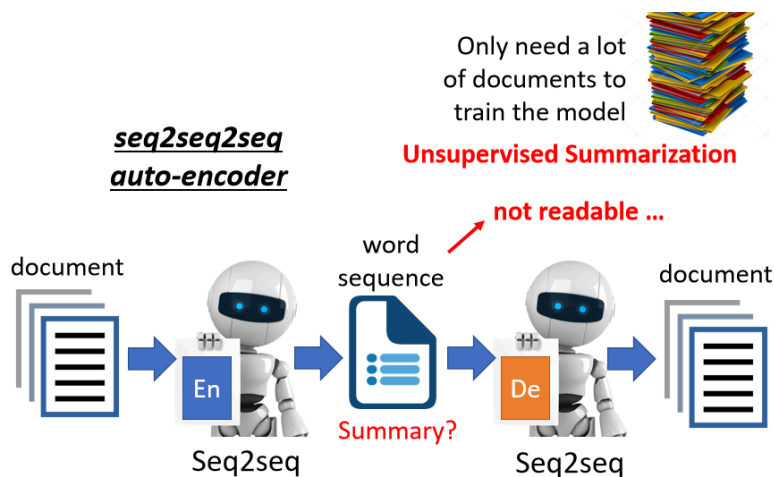 Only need a lot
of documents to
train the model
seq2seq2seq
auto-encoder
Unsupervised Summarization
not readable ...
document
word
sequence
document
En
De
Summary?
Seq2seq
Seq2seq